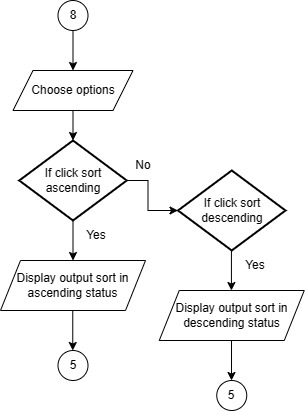 8
Choose options
If click sort
ascending
No
If click sort
descending
Yes
Yes
Display output sort in
ascending status
Display output sort in
descending status
5
5